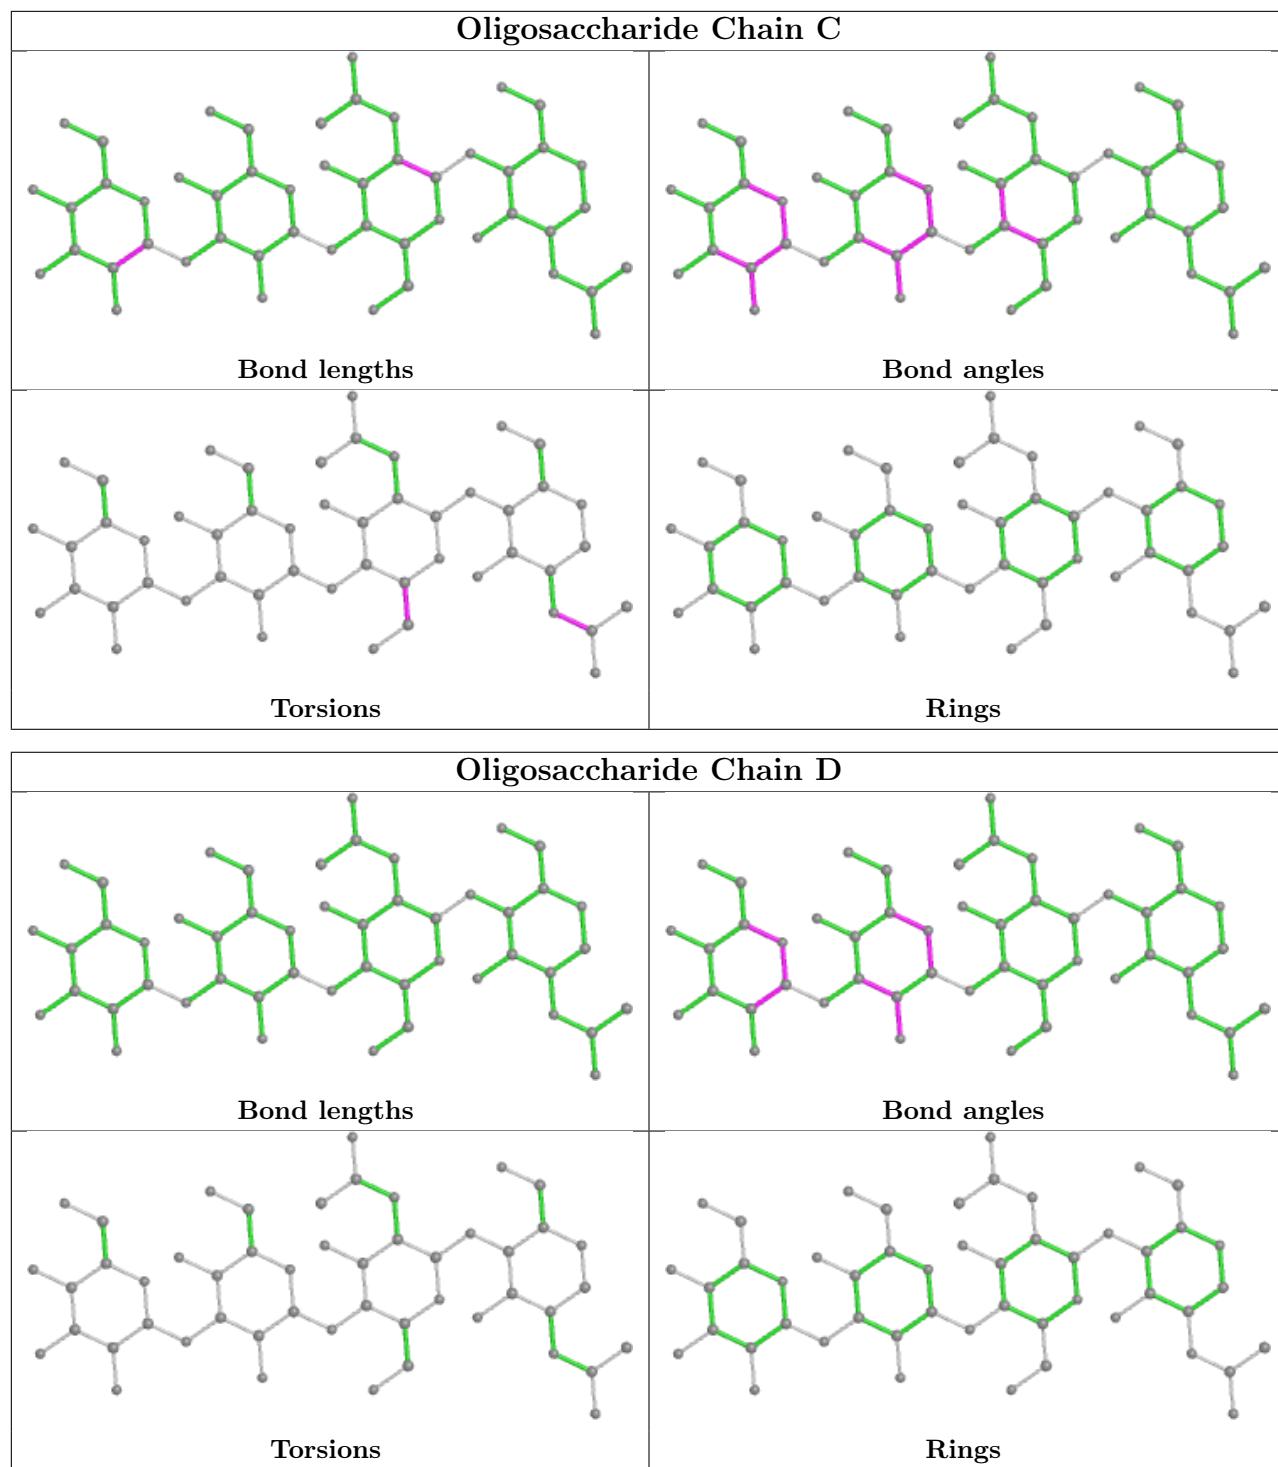 Oligosaccharide Chain C
Bond lengths
Bond angles
Torsions
Rings
Oligosaccharide Chain D
Bond lengths
Bond angles
Torsions
Rings